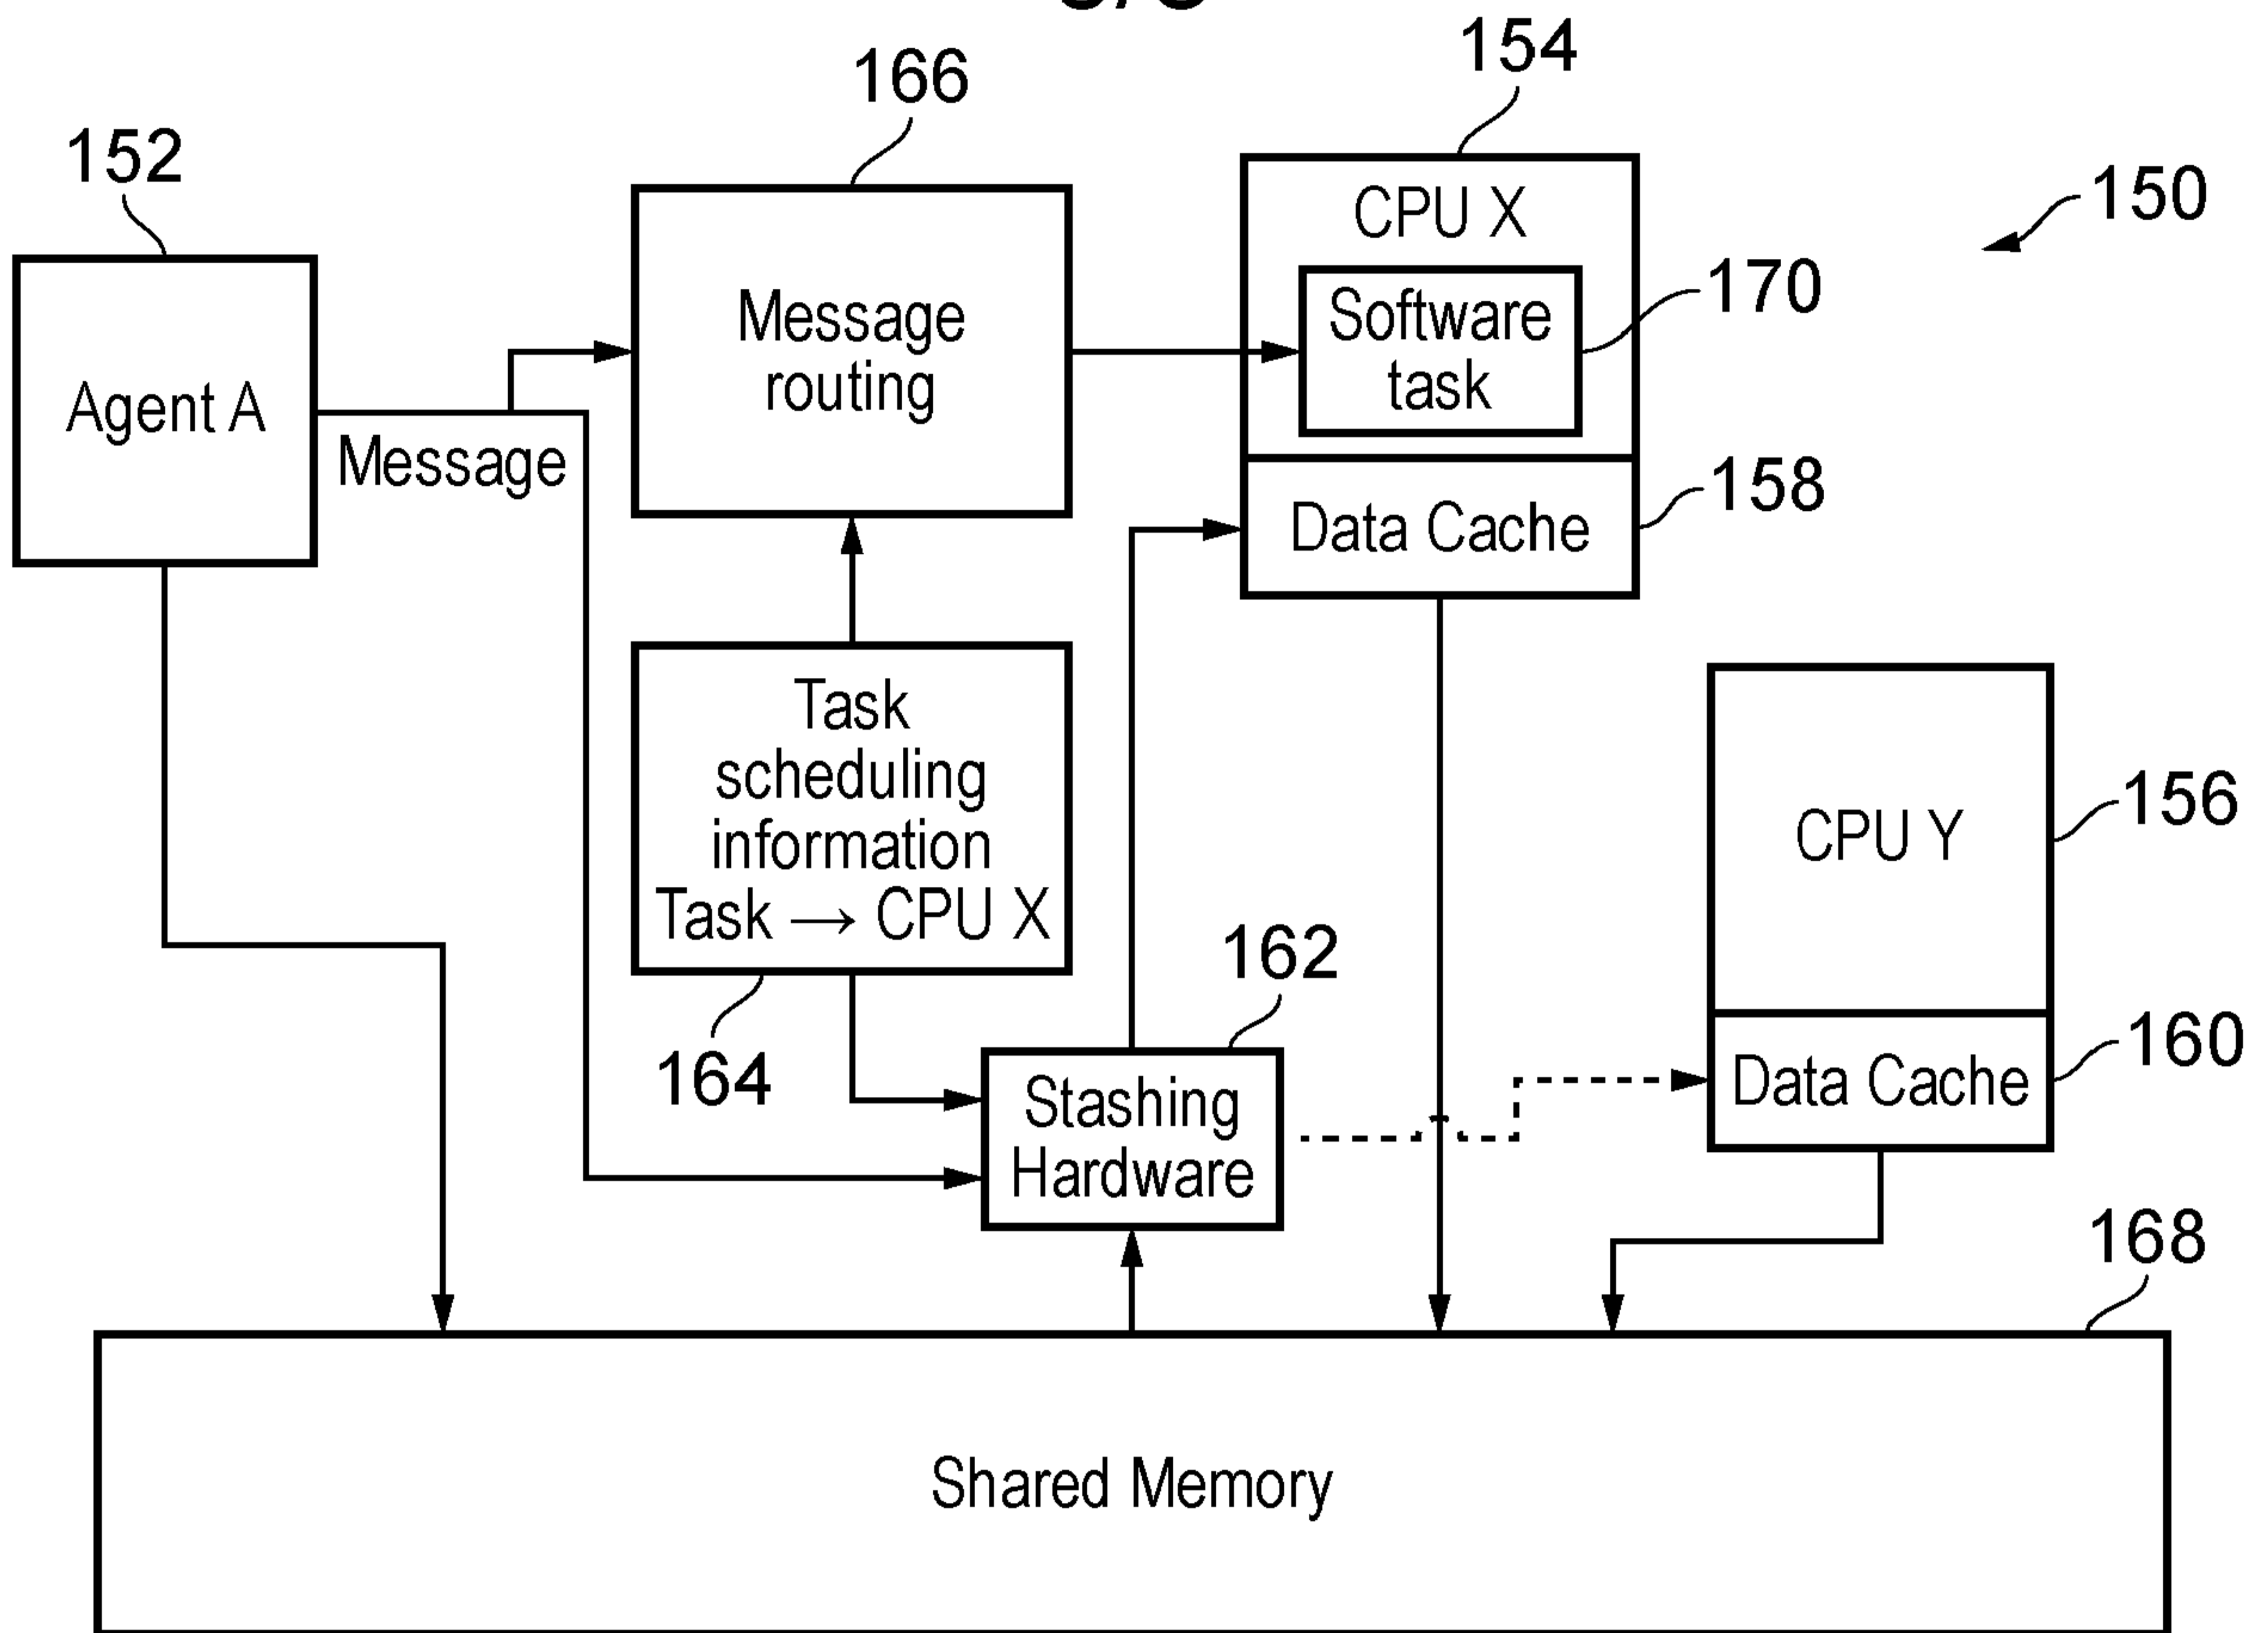 154
166
152
150
CPU X
170
Software
task
Message
routing
Agent A
Message
158
Data Cache
Task
scheduling
information
Task → CPU X
156
CPU Y
162
160
164
Stashing
Hardware
Data Cache
168
Shared Memory